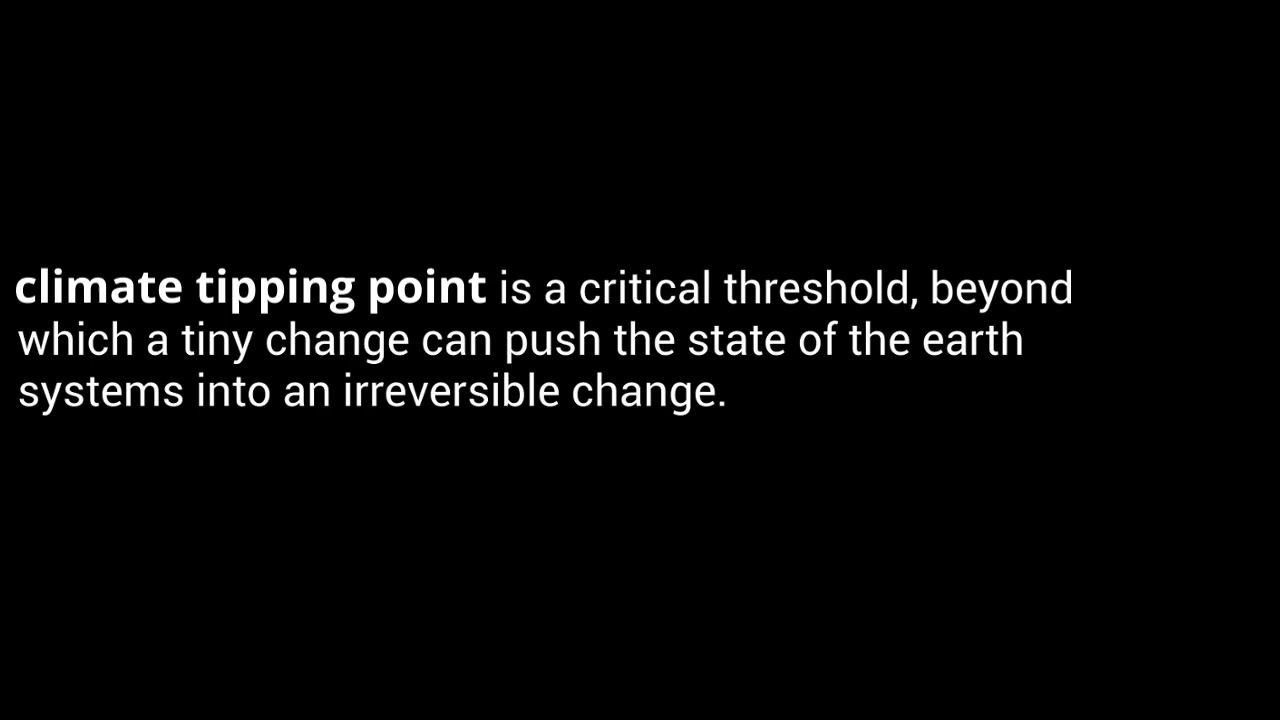 climate tipping point is a critical threshold, beyond
which a tiny change can push the state of the earth
systems into an irreversible change.